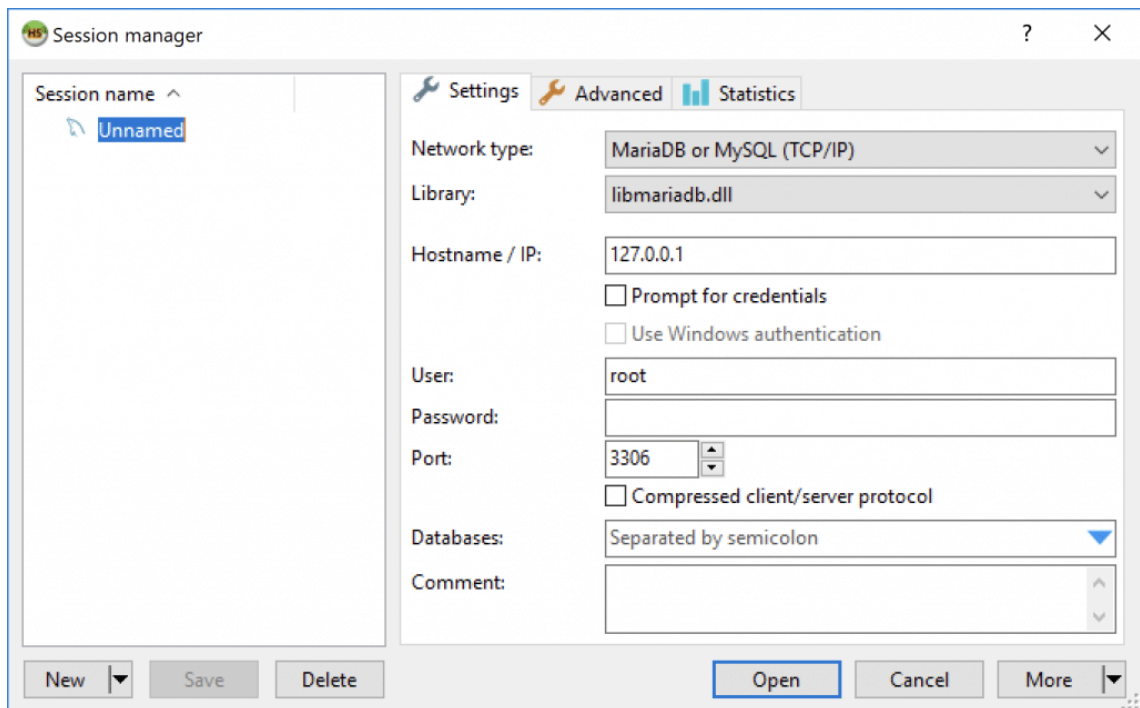 HS Session manager ?
Session name
Unnamed
Settings Advanced Statistics
Network type: MariaDB or MySQL (TCP/IP)
Library: libmariadb.dll
Hostname / IP: 127.0.0.1
Prompt for credentials
Use Windows authentication
User: root
Password:
Port: 3306
Compressed client/server protocol
Databases: Separated by semicolon
Comment:
New Save Delete Open Cancel More